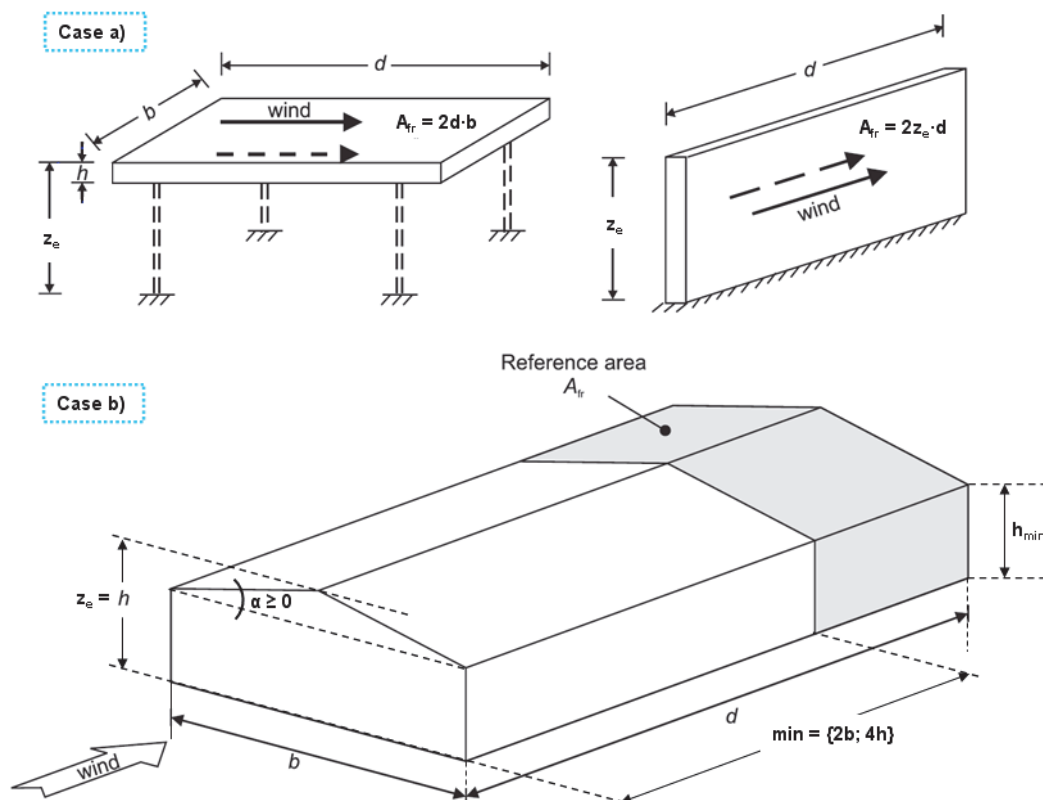 Case a)
d
b
wind
A_fr = 2d·b
h
z_e
d
A_fr = 2z_e·d
wind
z_e
Case b)
Reference area
A_fr
h_min
z_e = h
α ≥ 0
d
min = {2b; 4h}
b
wind